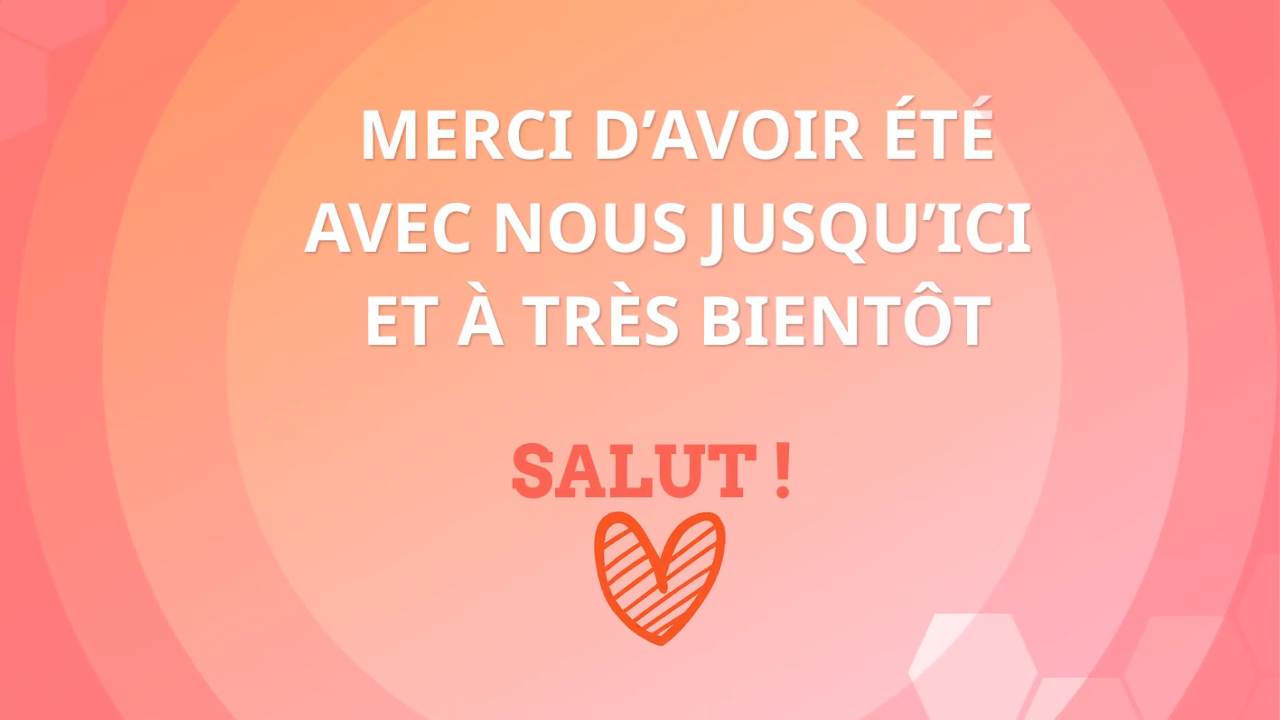 MERCI D’AVOIR ÉTÉ
AVEC NOUS JUSQU’ICI
ET À TRÈS BIENTÔT
SALUT !